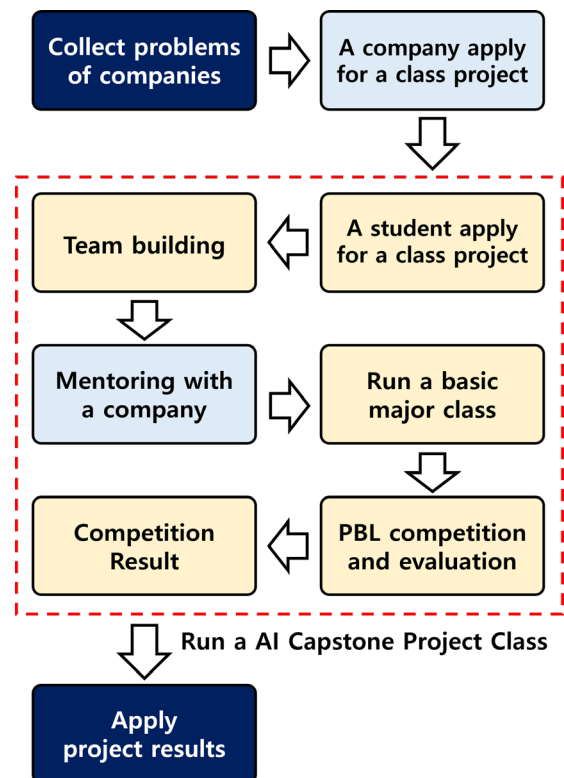 Collect problems
of companies
A company apply
for a class project
A student apply
for a class project
Team building
Mentoring with
a company
Run a basic
major class
PBL competition
and evaluation
Competition
Result
Run a AI Capstone Project Class
Apply
project results